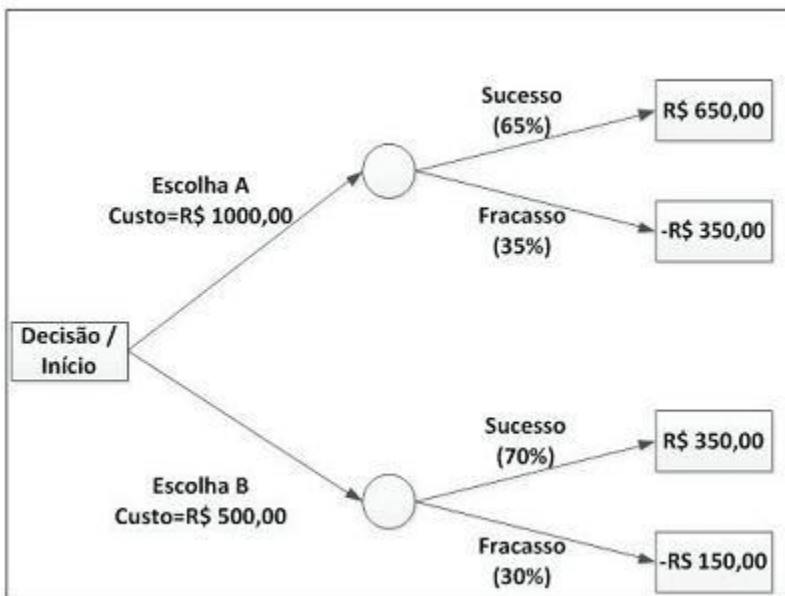 Sucesso
(65%)
R$ 650,00
Escolha A
Custo=R$ 1000,00
Fracasso
(35%)
-R$ 350,00
Decisão /
Início
Sucesso
(70%)
R$ 350,00
Escolha B
Custo=R$ 500,00
Fracasso
(30%)
-R$ 150,00